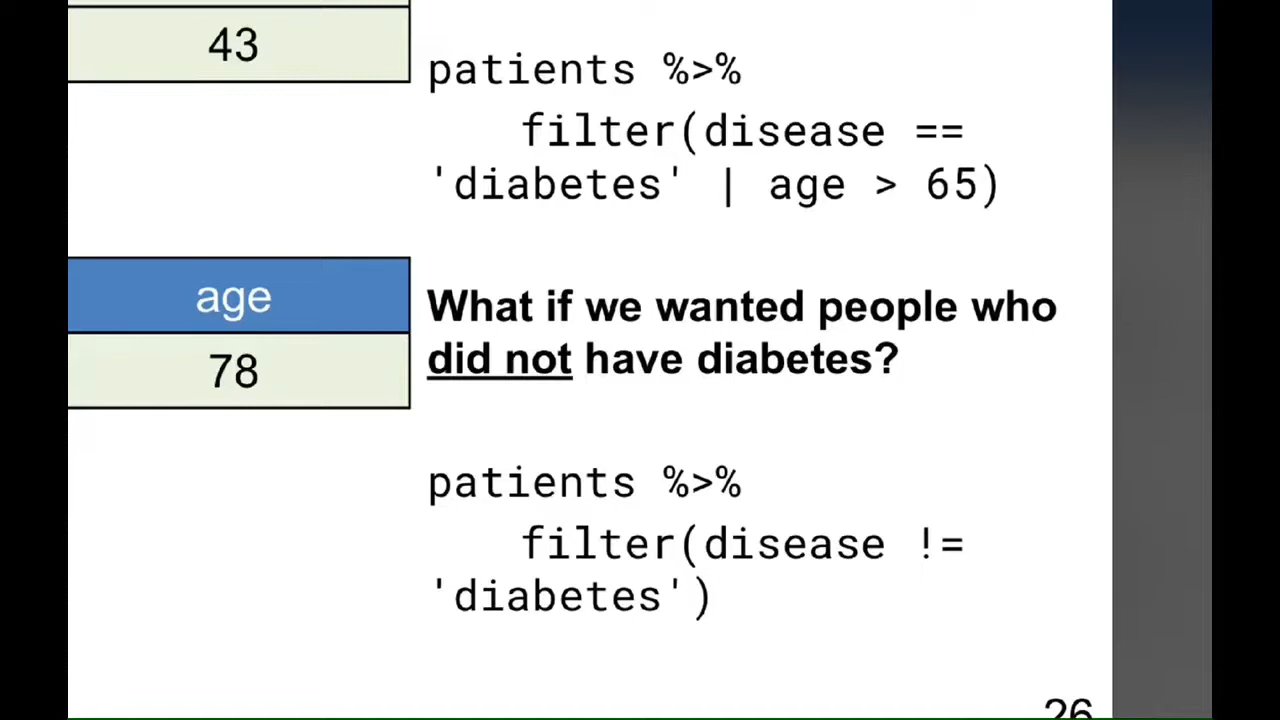 43
patients %>%
filter(disease ==
'diabetes' | age > 65)
age
78
What if we wanted people who
did not have diabetes?
patients %>%
filter(disease !=
'diabetes')
26